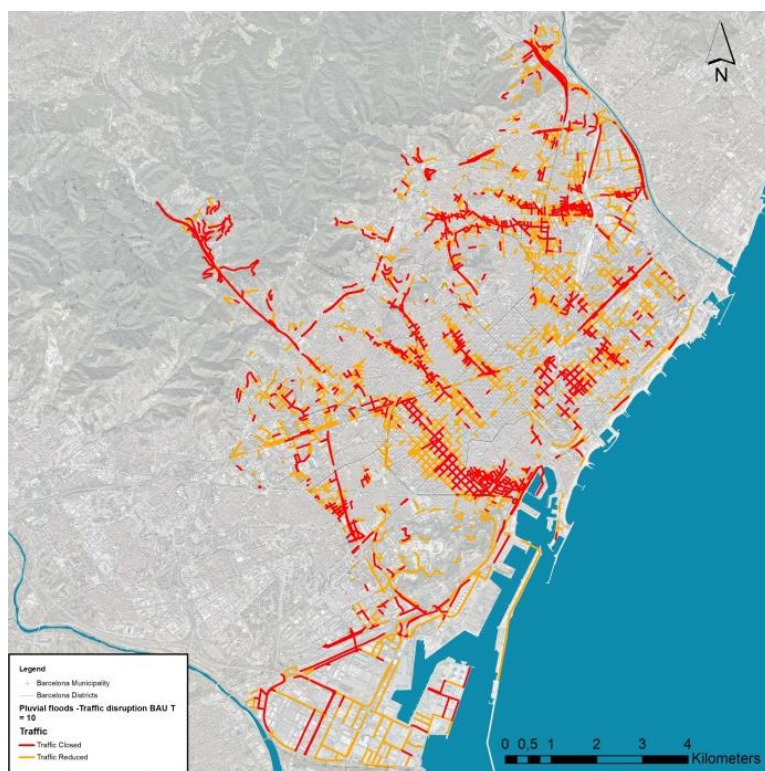 N
Legend
Barcelona Municipality
Barcelona Districts
Pluvial floods -Traffic disruption BAU T
= 10
Traffic
Traffic Closed
Traffic Reduced
0 0,5 1 2 3 4
Kilometers